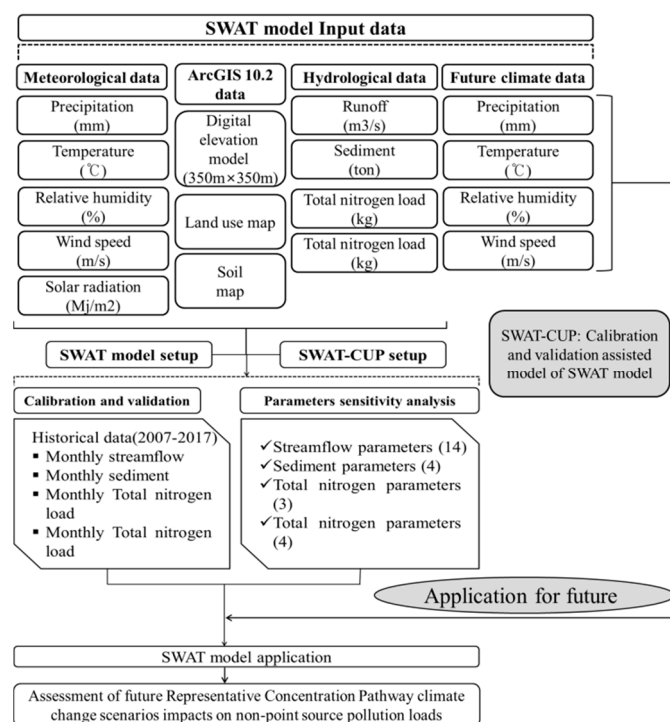 SWAT model Input data
Meteorological data
Precipitation
(mm)
Temperature
(℃)
Relative humidity
(%)
Wind speed
(m/s)
Solar radiation
(Mj/m2)
ArcGIS 10.2
data
Digital
elevation
model
(350m×350m)
Land use map
Soil
map
Hydrological data
Runoff
(m3/s)
Sediment
(ton)
Total nitrogen load
(kg)
Total nitrogen load
(kg)
Future climate data
Precipitation
(mm)
Temperature
(℃)
Relative humidity
(%)
Wind speed
(m/s)
SWAT-CUP: Calibration
and validation assisted
model of SWAT model
SWAT model setup
SWAT-CUP setup
Calibration and validation
Historical data(2007-2017)
▪ Monthly streamflow
▪ Monthly sediment
▪ Monthly Total nitrogen
load
▪ Monthly Total nitrogen
load
Parameters sensitivity analysis
✓Streamflow parameters (14)
✓Sediment parameters (4)
✓Total nitrogen parameters
(3)
✓Total nitrogen parameters
(4)
Application for future
SWAT model application
Assessment of future Representative Concentration Pathway climate
change scenarios impacts on non-point source pollution loads